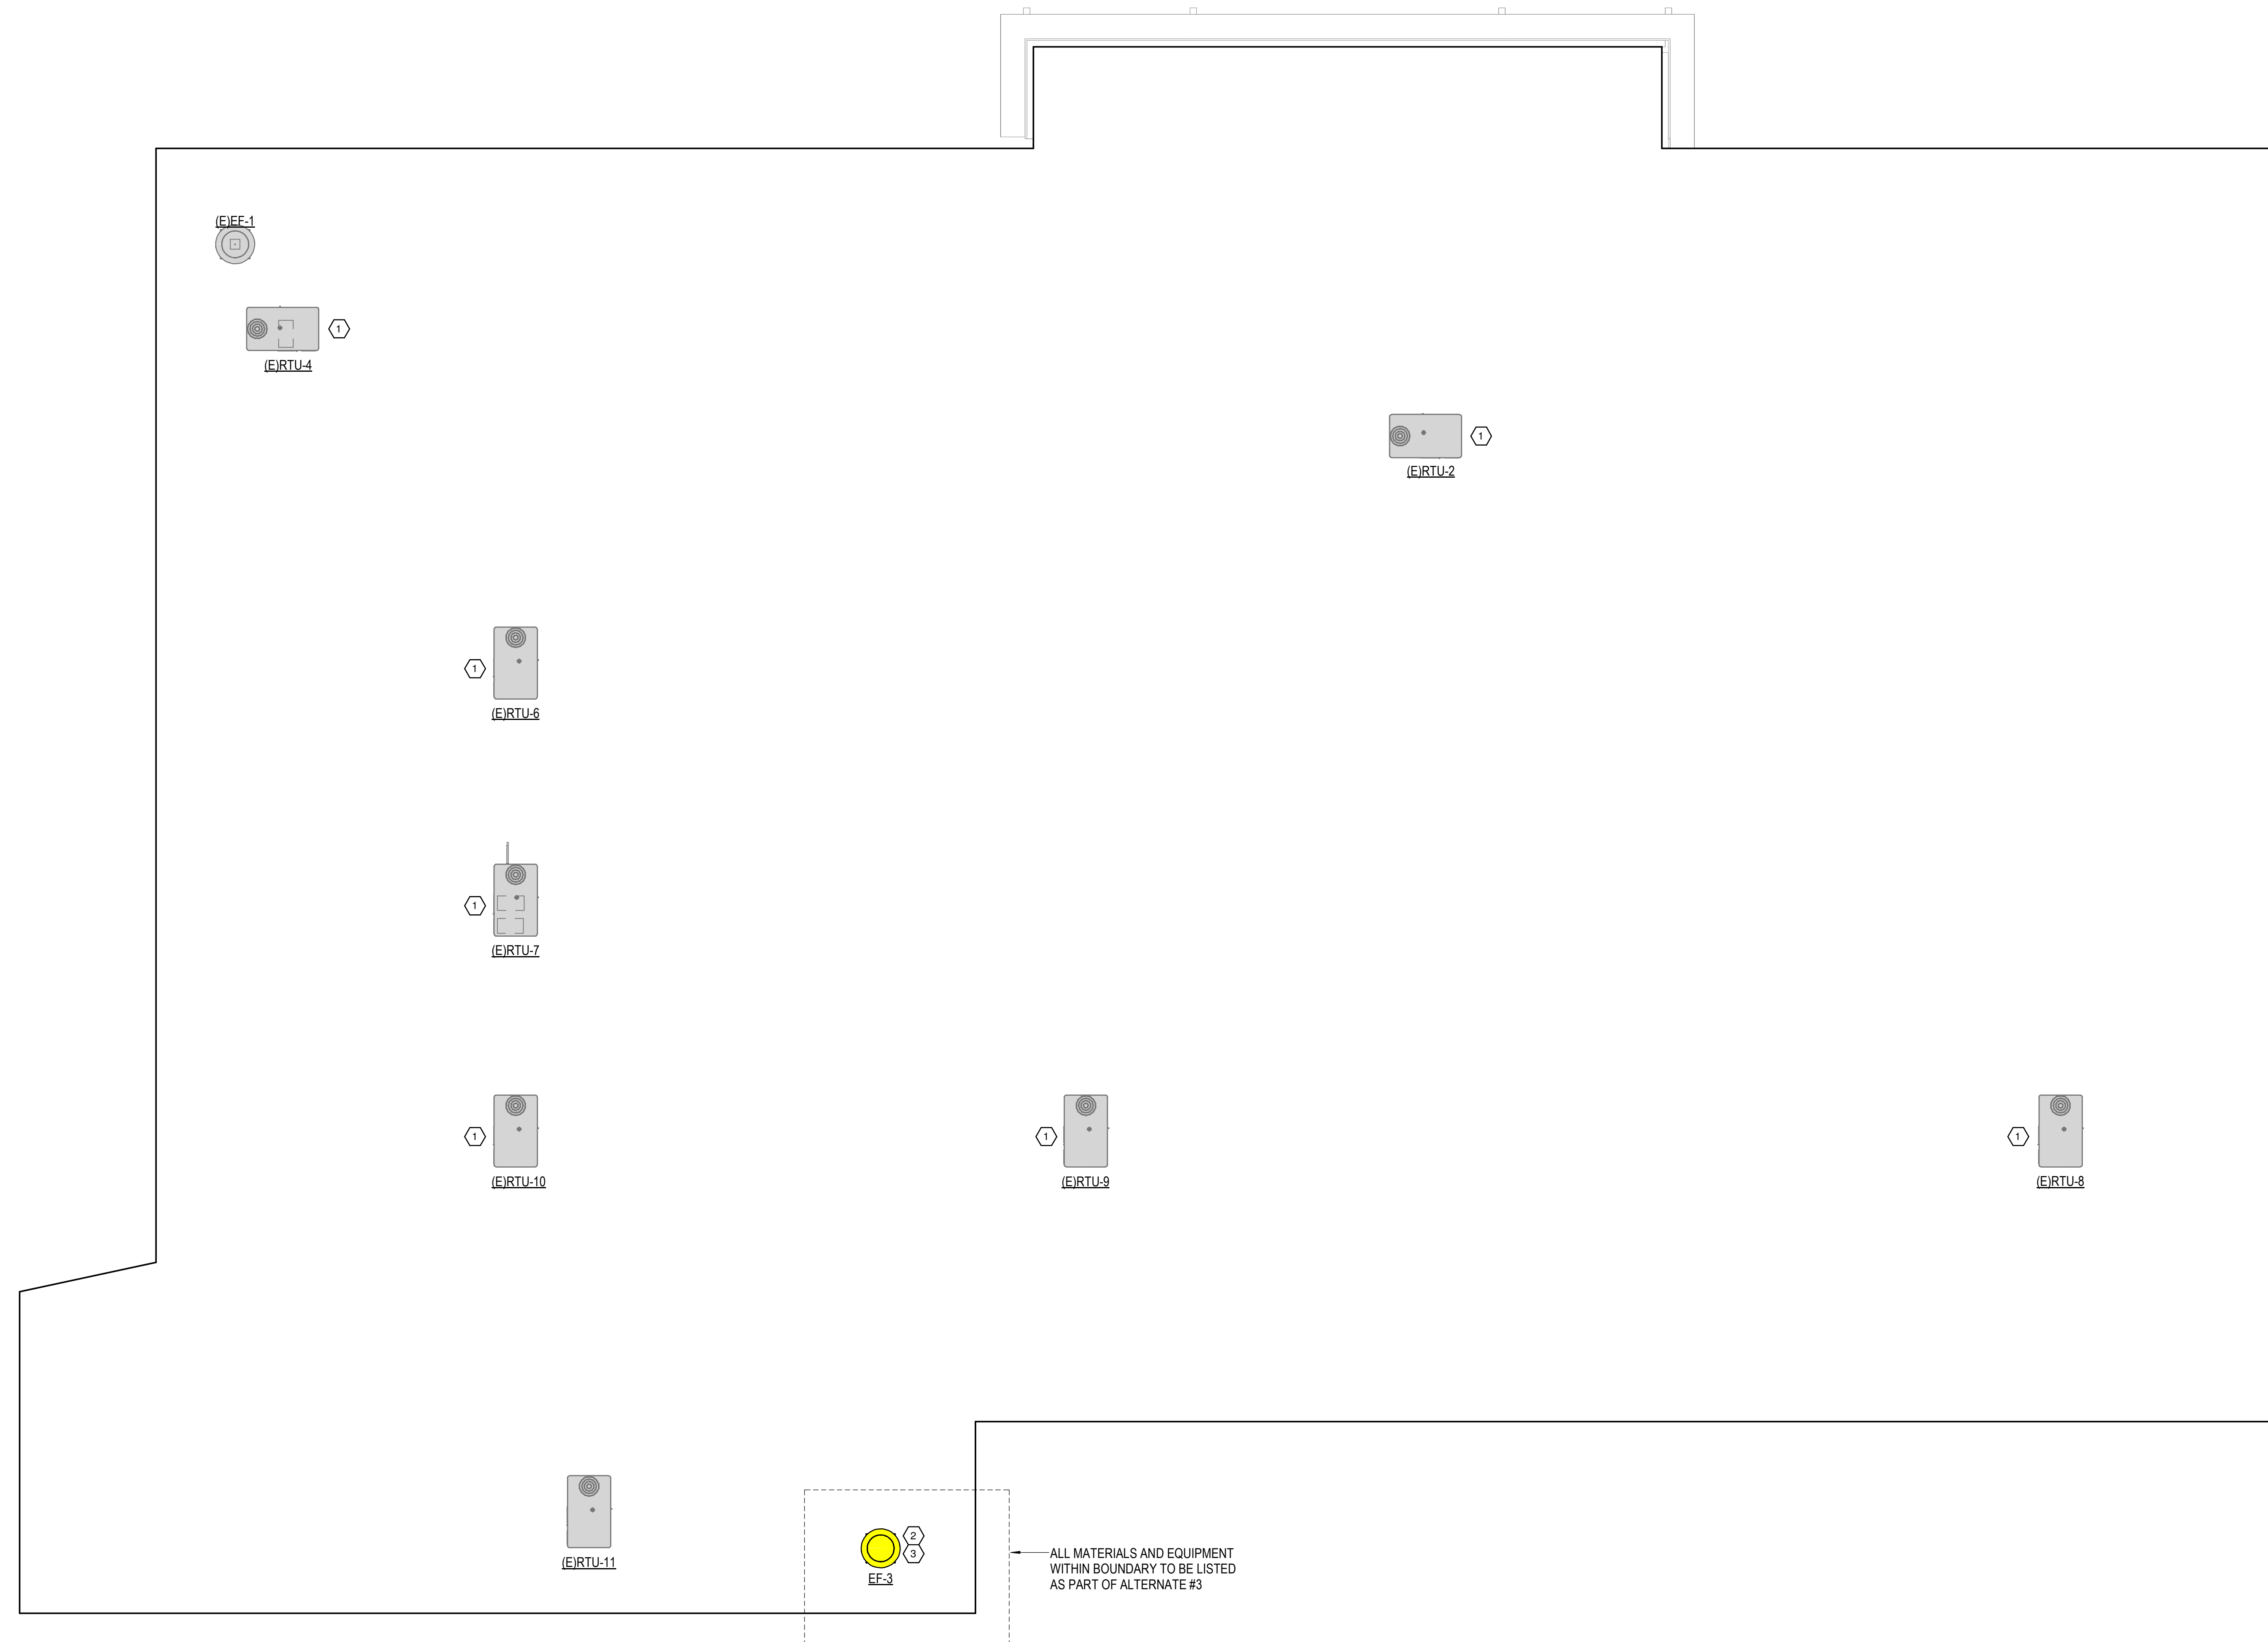 (E)EF-1
1
(E)RTU-4
1
(E)RTU-2
1
(E)RTU-6
1
(E)RTU-7
1
(E)RTU-10
1
(E)RTU-9
1
(E)RTU-8
(E)RTU-11
2
3
EF-3
ALL MATERIALS AND EQUIPMENT
WITHIN BOUNDARY TO BE LISTED
AS PART OF ALTERNATE #3